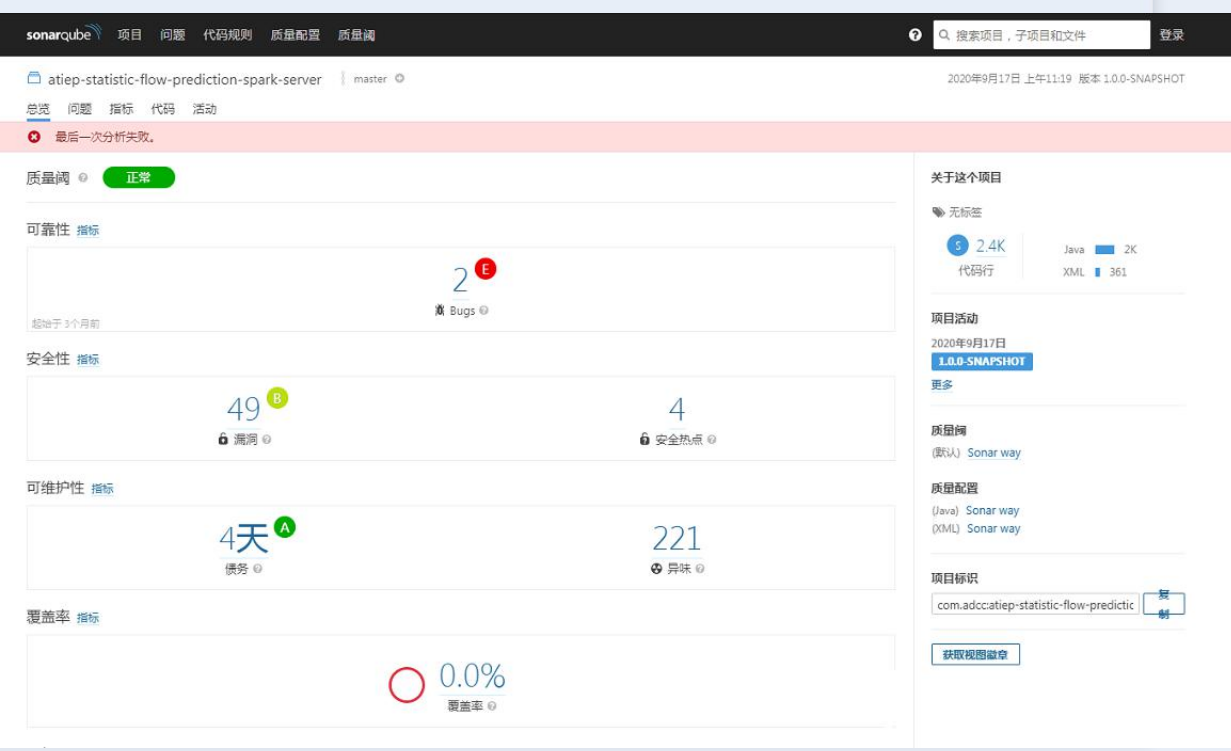 sonarqube 项目 问题 代码规则 质量配置 质量阈 搜索项目，子项目和文件 登录
atiep-statistic-flow-prediction-spark-server master 2020年9月17日 上午11:19 版本 1.0.0-SNAPSHOT
总览 问题 指标 代码 活动
最后一次分析失败。
质量阈 正常
可靠性 指标
2 E
Bugs
起始于 3个月前
安全性 指标
49 B
漏洞
4
安全热点
可维护性 指标
4天 A
债务
221
异味
覆盖率 指标
0.0%
覆盖率
关于这个项目
无标签
S 2.4K
代码行
Java 2K
XML 361
项目活动
2020年9月17日
1.0.0-SNAPSHOT
更多
质量阈
(默认) Sonar way
质量配置
(Java) Sonar way
(XML) Sonar way
项目标识
com.adcc:atiep-statistic-flow-predictic
复制
获取视图徽章